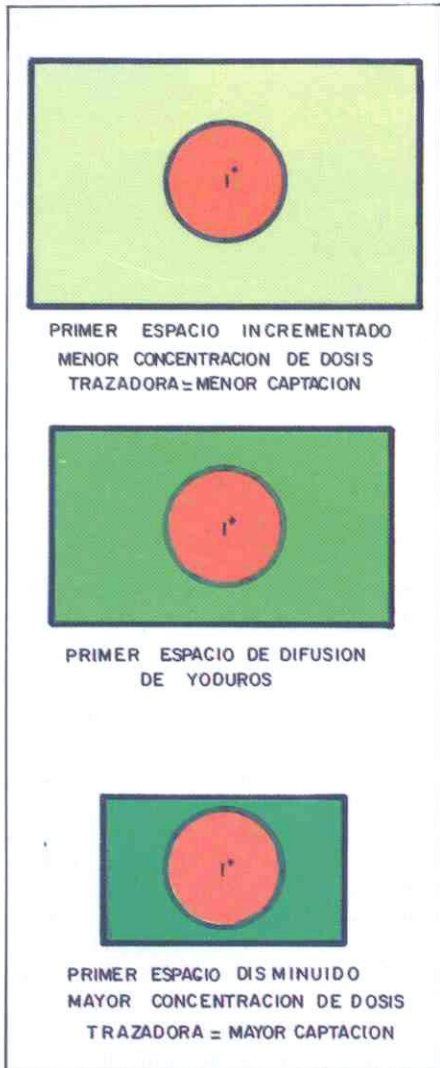 I*
PRIMER ESPACIO INCREMENTADO
MENOR CONCENTRACION DE DOSIS
TRAZADORA = MENOR CAPTACION
I*
PRIMER ESPACIO DE DIFUSION
DE YODUROS
I*
PRIMER ESPACIO DISMINUIDO
MAYOR CONCENTRACION DE DOSIS
TRAZADORA = MAYOR CAPTACION